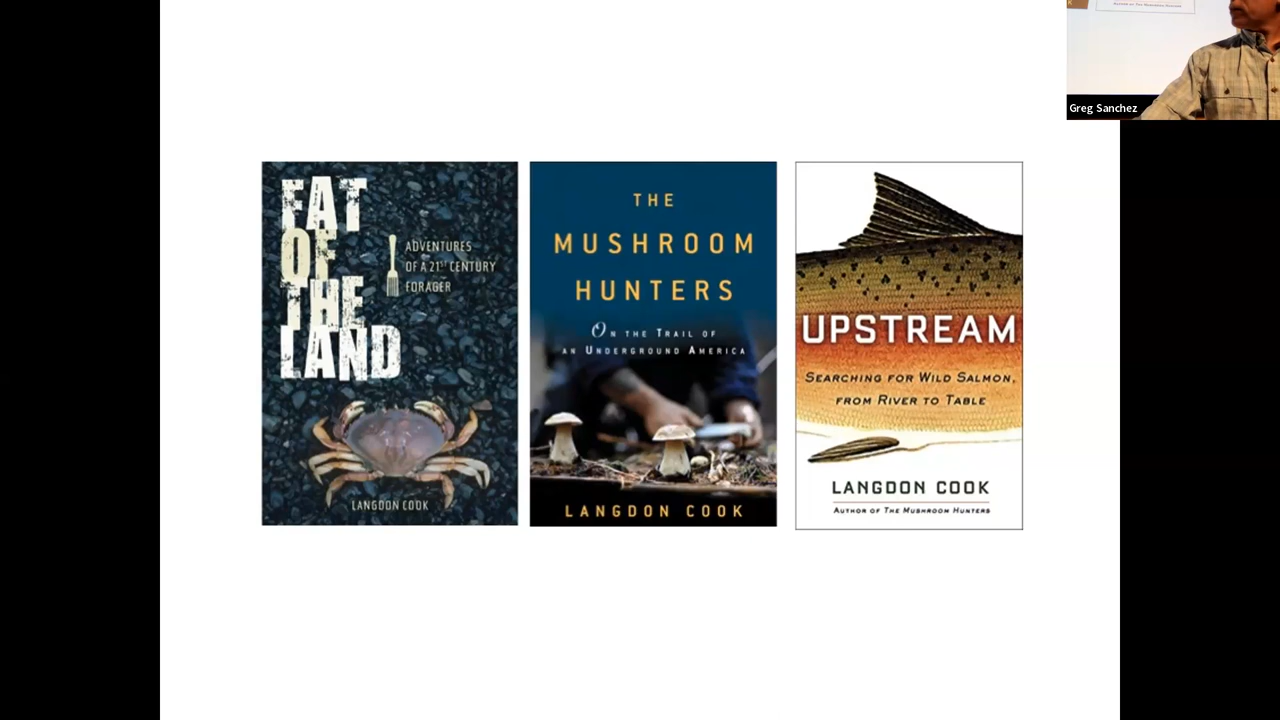 Greg Sanchez
FAT
OF
THE
LAND
ADVENTURES
OF A 21ST CENTURY
FORAGER
LANGDON COOK
THE
MUSHROOM
HUNTERS
ON THE TRAIL OF
AN UNDERGROUND AMERICA
LANGDON COOK
UPSTREAM
SEARCHING FOR WILD SALMON,
FROM RIVER TO TABLE
LANGDON COOK
AUTHOR OF THE MUSHROOM HUNTERS